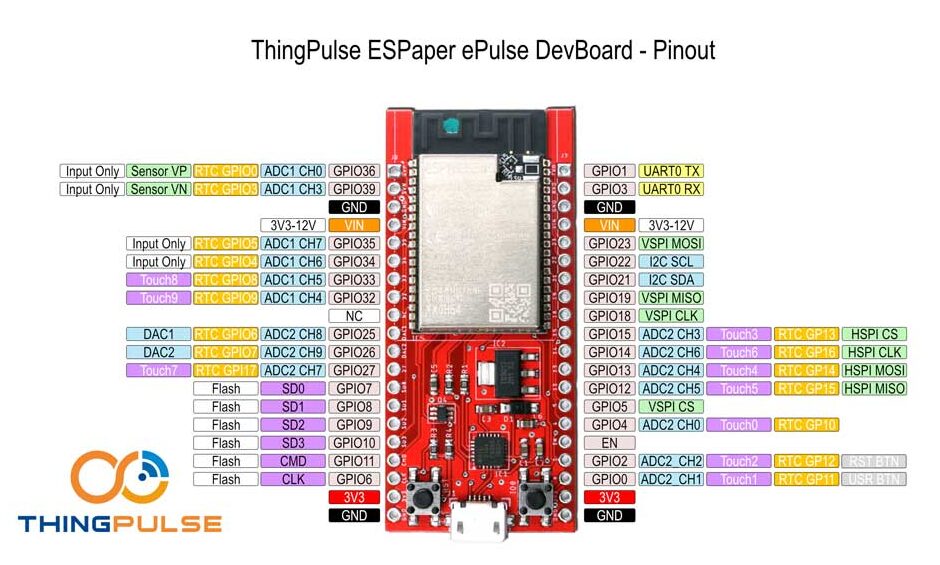 ThingPulse ESPaper ePulse DevBoard - Pinout
Input Only Sensor VP RTC GPIO0 ADC1 CH0 GPIO36 GPIO1 UART0 TX
Input Only Sensor VN RTC GPIO3 ADC1 CH3 GPIO39 GPIO3 UART0 RX
GND GND
3V3-12V VIN VIN 3V3-12V
Input Only RTC GPIO5 ADC1 CH7 GPIO35 GPIO23 VSPI MOSI
Input Only RTC GPIO4 ADC1 CH6 GPIO34 GPIO22 I2C SCL
Touch8 RTC GPIO8 ADC1 CH5 GPIO33 GPIO21 I2C SDA
Touch9 RTC GPIO9 ADC1 CH4 GPIO32 GPIO19 VSPI MISO
NC GPIO18 VSPI CLK
DAC1 RTC GPIO6 ADC2 CH8 GPIO25 GPIO15 ADC2 CH3 Touch3 RTC GP13 HSPI CS
DAC2 RTC GPIO7 ADC2 CH9 GPIO26 GPIO14 ADC2 CH6 Touch6 RTC GP16 HSPI CLK
Touch7 RTC GPI17 ADC2 CH7 GPIO27 GPIO13 ADC2 CH4 Touch4 RTC GP14 HSPI MOSI
Flash SD0 GPIO7 GPIO12 ADC2 CH5 Touch5 RTC GP15 HSPI MISO
Flash SD1 GPIO8 GPIO5 VSPI CS
Flash SD2 GPIO9 GPIO4 ADC2 CH0 Touch0 RTC GP10
Flash SD3 GPIO10 EN
Flash CMD GPIO11 GPIO2 ADC2_CH2 Touch2 RTC GP12 RST BTN
Flash CLK GPIO6 GPIO0 ADC2_CH1 Touch1 RTC GP11 USR BTN
3V3 3V3
GND GND
IC2
R2
R1
R3
R4
C3
D1
THINGPULSE